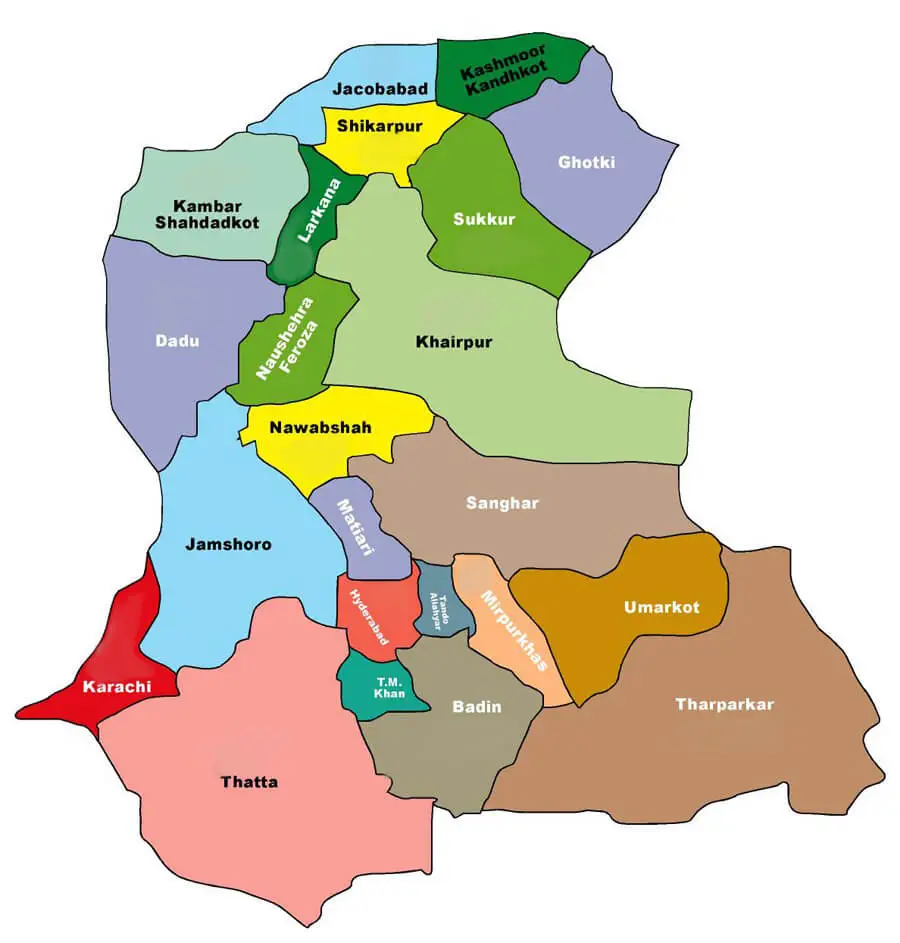 Kashmoor
Kandhkot
Jacobabad
Shikarpur
Ghotki
Kambar
Shahdadkot
Larkana
Sukkur
Dadu
Naushehra
Feroza
Khairpur
Nawabshah
Sanghar
Matiari
Jamshoro
Hyderabad
Tando
Allahyar
Mirpurkhas
Umarkot
Karachi
T.M.
Khan
Badin
Tharparkar
Thatta